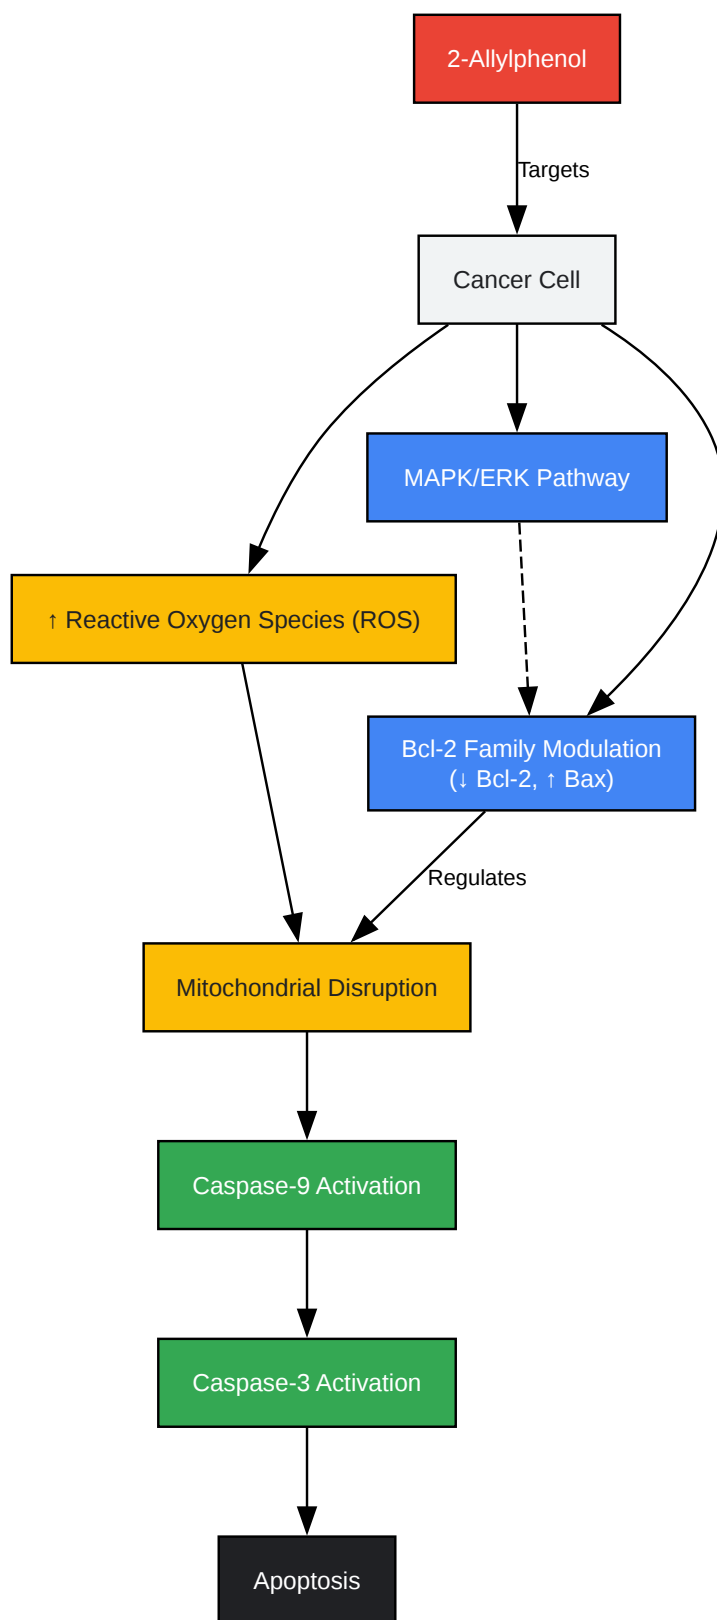 2-Allylphenol
Targets
Cancer Cell
MAPK/ERK Pathway
↑ Reactive Oxygen Species (ROS)
Bcl-2 Family Modulation
(↓ Bcl-2, ↑ Bax)
Regulates
Mitochondrial Disruption
Caspase-9 Activation
Caspase-3 Activation
Apoptosis